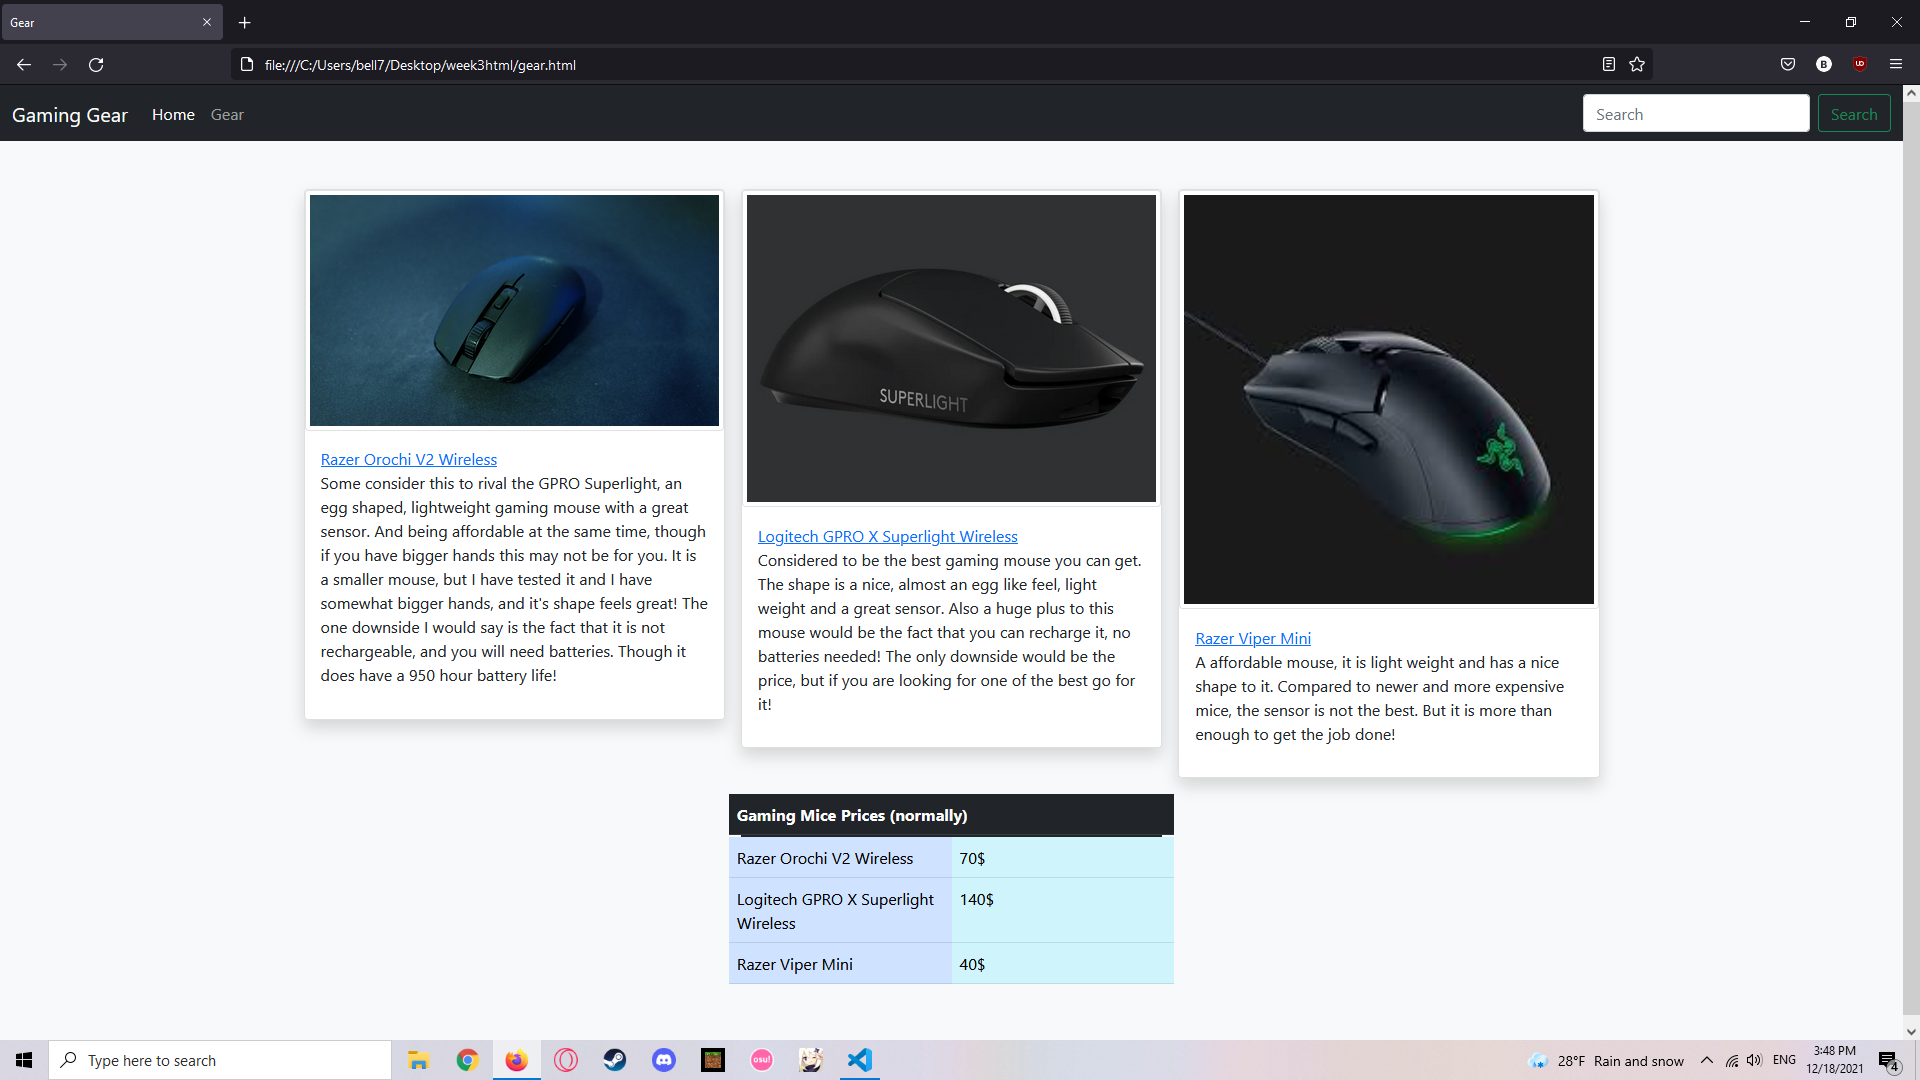 Gear
file:///C:/Users/bell7/Desktop/week3html/gear.html
B
UD
Gaming Gear
Home
Gear
Search
Search
SUPERLIGHT
Razer Orochi V2 Wireless
Some consider this to rival the GPRO Superlight, an
egg shaped, lightweight gaming mouse with a great
sensor. And being affordable at the same time, though
if you have bigger hands this may not be for you. It is
a smaller mouse, but I have tested it and I have
somewhat bigger hands, and it's shape feels great! The
one downside I would say is the fact that it is not
rechargeable, and you will need batteries. Though it
does have a 950 hour battery life!
Logitech GPRO X Superlight Wireless
Considered to be the best gaming mouse you can get.
The shape is a nice, almost an egg like feel, light
weight and a great sensor. Also a huge plus to this
mouse would be the fact that you can recharge it, no
batteries needed! The only downside would be the
price, but if you are looking for one of the best go for
it!
Razer Viper Mini
A affordable mouse, it is light weight and has a nice
shape to it. Compared to newer and more expensive
mice, the sensor is not the best. But it is more than
enough to get the job done!
Gaming Mice Prices (normally)
Razer Orochi V2 Wireless 70$
Logitech GPRO X Superlight 140$
Wireless
Razer Viper Mini 40$
Type here to search
osu!
28°F Rain and snow
ENG
3:48 PM
12/18/2021
4